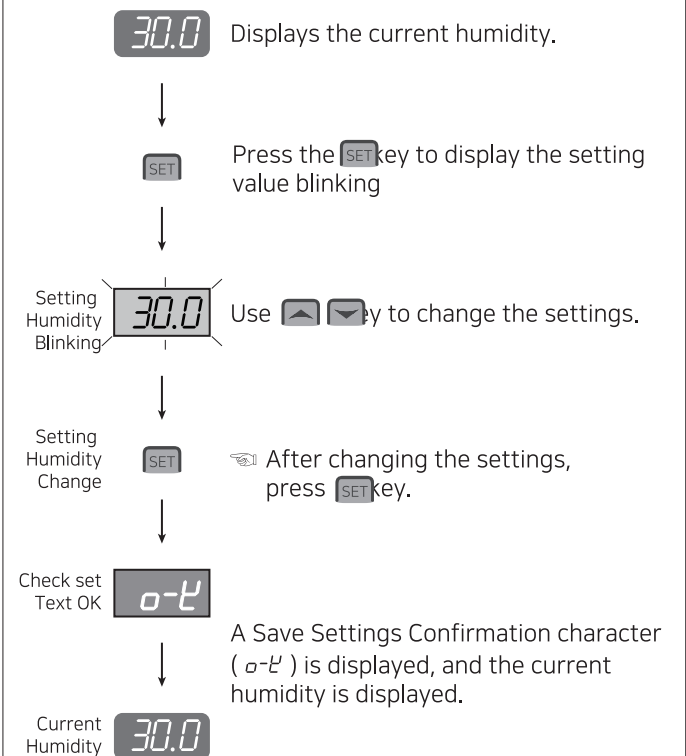 30.0 Displays the current humidity.
SET Press the SET key to display the setting
value blinking
Setting
Humidity
Blinking
30.0 Use ey to change the settings.
Setting
Humidity
Change
SET ☞ After changing the settings,
press SET key.
Check set
Text OK
o-k
A Save Settings Confirmation character
( o-k ) is displayed, and the current
humidity is displayed.
Current
Humidity
30.0